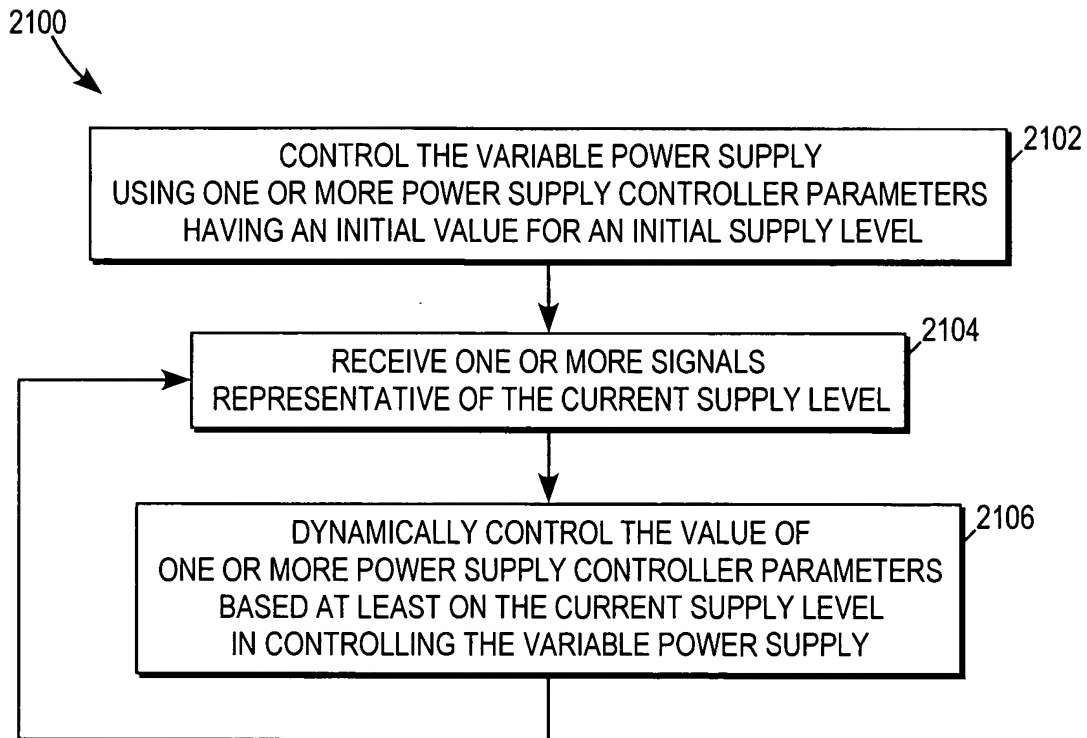 2100
2102
CONTROL THE VARIABLE POWER SUPPLY
USING ONE OR MORE POWER SUPPLY CONTROLLER PARAMETERS
HAVING AN INITIAL VALUE FOR AN INITIAL SUPPLY LEVEL
2104
RECEIVE ONE OR MORE SIGNALS
REPRESENTATIVE OF THE CURRENT SUPPLY LEVEL
2106
DYNAMICALLY CONTROL THE VALUE OF
ONE OR MORE POWER SUPPLY CONTROLLER PARAMETERS
BASED AT LEAST ON THE CURRENT SUPPLY LEVEL
IN CONTROLLING THE VARIABLE POWER SUPPLY